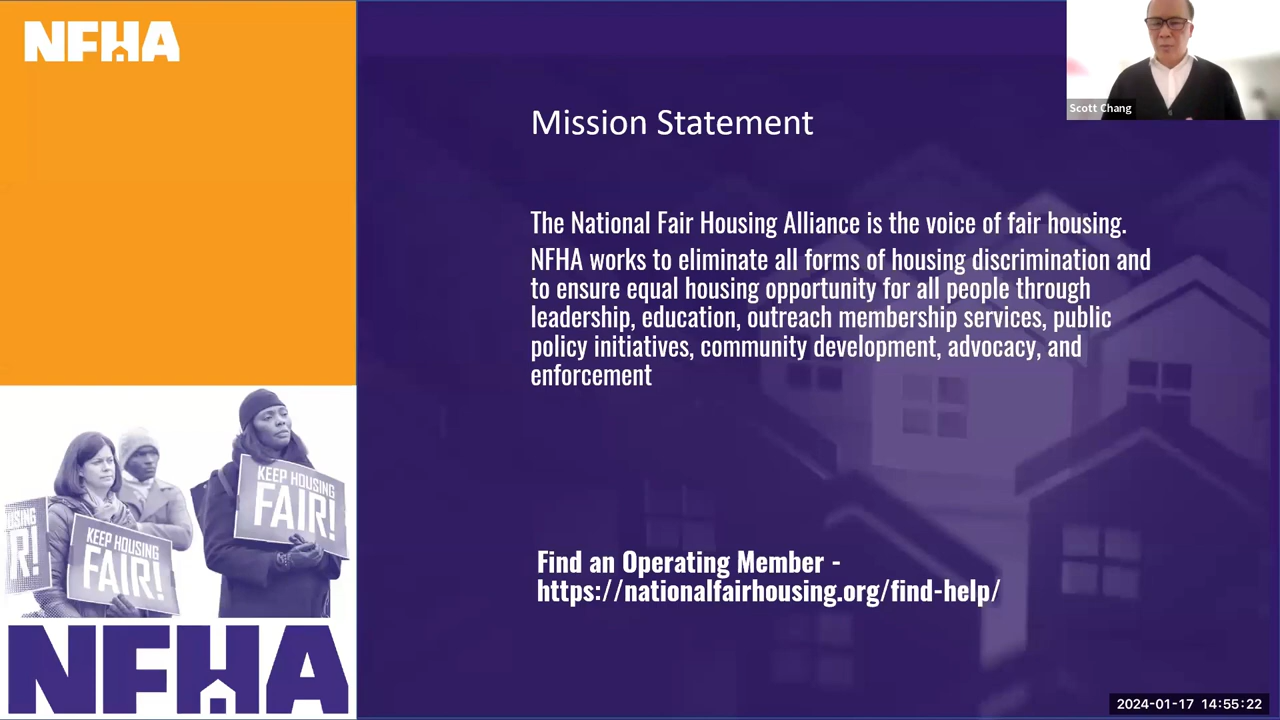 NFHA
Scott Chang
Mission Statement
The National Fair Housing Alliance is the voice of fair housing.
NFHA works to eliminate all forms of housing discrimination and
to ensure equal housing opportunity for all people through
leadership, education, outreach membership services, public
policy initiatives, community development, advocacy, and
enforcement
KEEP HOUSING
FAIR!
KEEP HOUSING
FAIR!
USING
R!
Find an Operating Member -
https://nationalfairhousing.org/find-help/
NFHA
2024-01-17 14:55:22